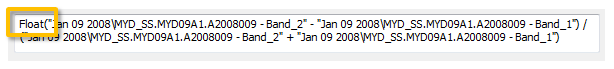 Float("Jan 09 2008\MYD_SS.MYD09A1.A2008009 - Band_2" - "Jan 09 2008\MYD_SS.MYD09A1.A2008009 - Band_1") /
("Jan 09 2008\MYD_SS.MYD09A1.A2008009 - Band_2" + "Jan 09 2008\MYD_SS.MYD09A1.A2008009 - Band_1")